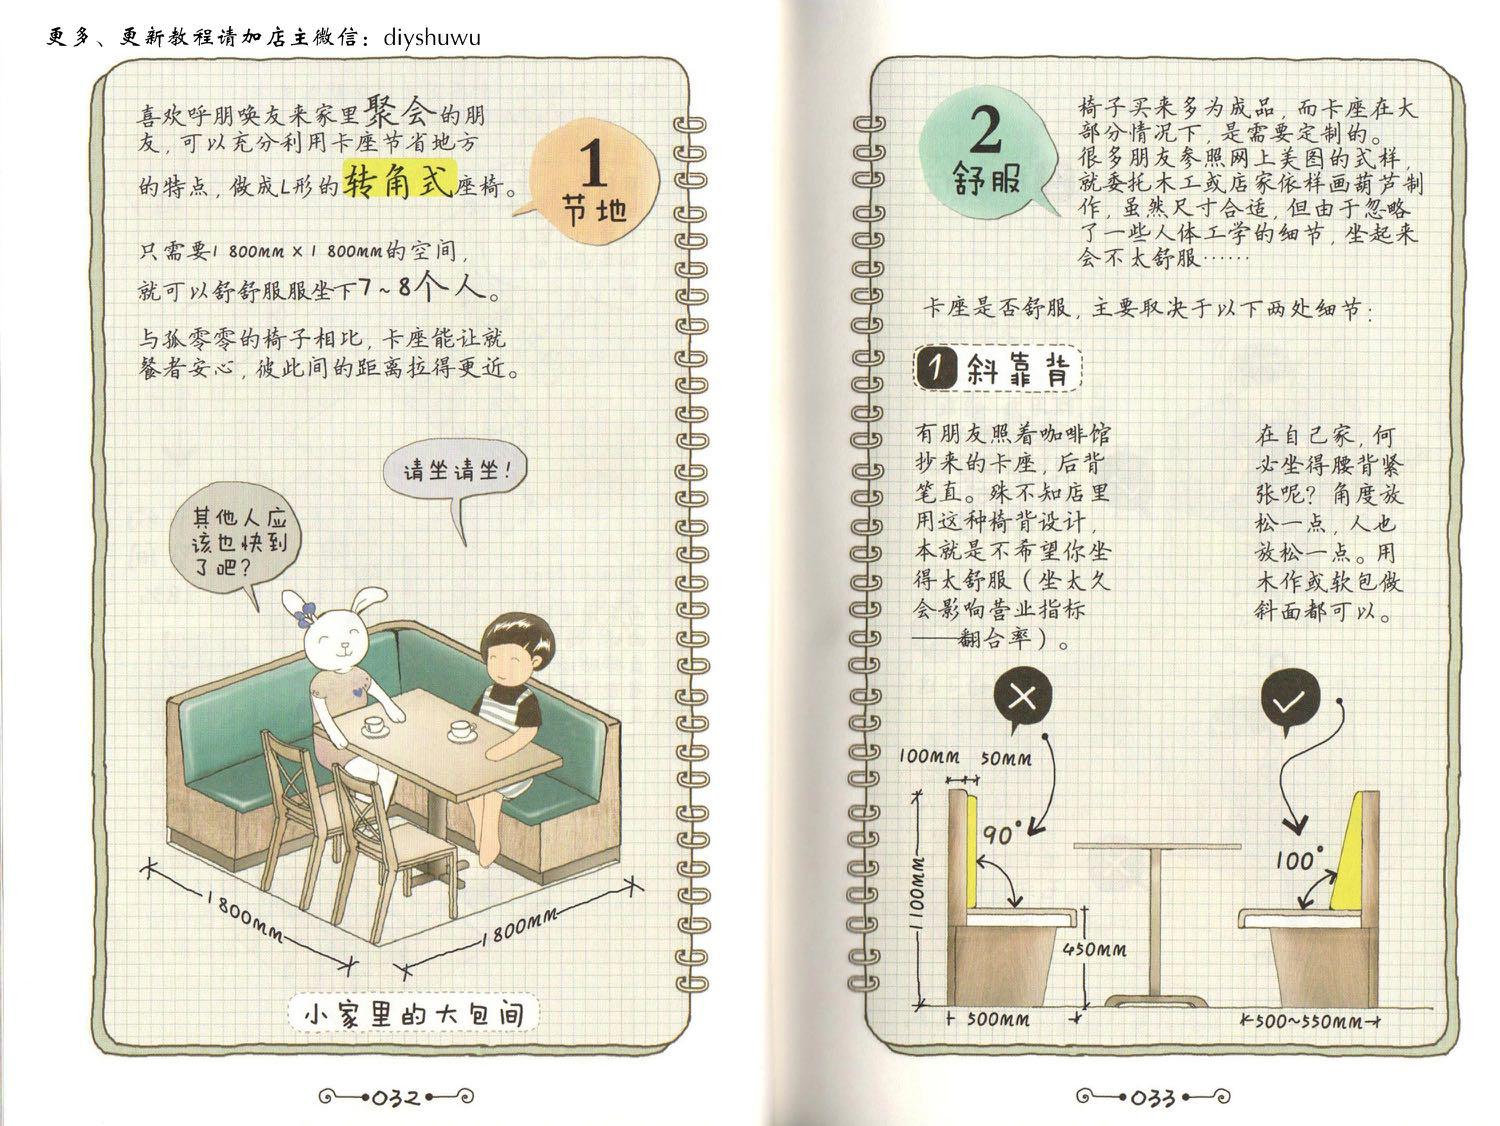 更多、更新教程请加店主微信：diyshuwu
喜欢呼朋唤友来家里聚会的朋
友，可以充分利用卡座节省地方
的特点，做成L形的转角式座椅。
1
节地
只需要1 800mm×1 800mm的空间，
就可以舒舒服服坐下7~8个人。
与孤零零的椅子相比，卡座能让就
餐者安心，彼此间的距离拉得更近。
请坐请坐！
其他人应
该也快到
了吧？
1 800mm
1 800mm
小家里的大包间
032
2
舒服
椅子买来多为成品，而卡座在大
部分情况下，是需要定制的。
很多朋友参照网上美图的式样，
就委托木工或店家依样画葫芦制
作，虽然尺寸合适，但由于忽略
了一些人体工学的细节，坐起来
会不太舒服……
卡座是否舒服，主要取决于以下两处细节：
1 斜靠背
有朋友照着咖啡馆
抄来的卡座，后背
笔直。殊不知店里
用这种椅背设计，
本就是不希望你坐
得太舒服（坐太久
会影响营业指标
——翻台率）。
在自己家，何
必坐得腰背紧
张呢？角度放
松一点，人也
放松一点。用
木作或软包做
斜面都可以。
100mm 50mm
90°
1 100mm
450mm
500mm
100°
500~550mm
033